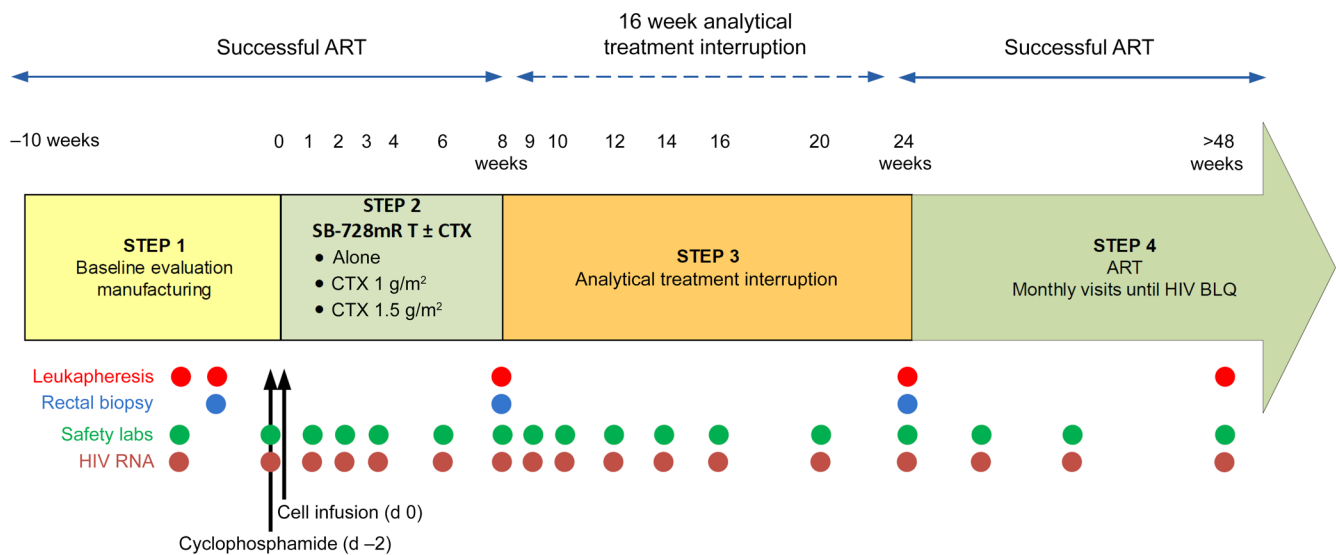 Successful ART
16 week analytical
treatment interruption
Successful ART
–10 weeks
0 1 2 3 4 6 8 9 10 12 14 16 20 24 >48
weeks weeks weeks
STEP 1
Baseline evaluation
manufacturing
STEP 2
SB-728mR T ± CTX
• Alone
• CTX 1 g/m²
• CTX 1.5 g/m²
STEP 3
Analytical treatment interruption
STEP 4
ART
Monthly visits until HIV BLQ
Leukapheresis
Rectal biopsy
Safety labs
HIV RNA
Cell infusion (d 0)
Cyclophosphamide (d –2)